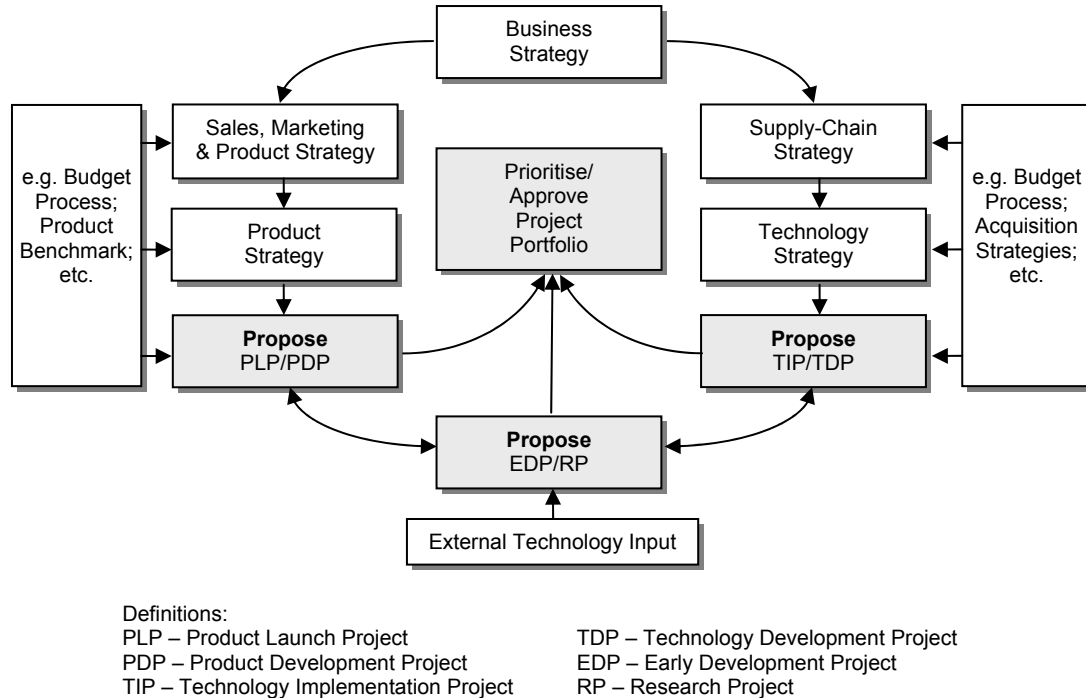 Business
Strategy
Sales, Marketing
& Product Strategy
Supply-Chain
Strategy
e.g. Budget
Process;
Product
Benchmark;
etc.
Prioritise/
Approve
Project
Portfolio
e.g. Budget
Process;
Acquisition
Strategies;
etc.
Product
Strategy
Technology
Strategy
Propose
PLP/PDP
Propose
TIP/TDP
Propose
EDP/RP
External Technology Input
Definitions:
PLP – Product Launch Project
PDP – Product Development Project
TIP – Technology Implementation Project
TDP – Technology Development Project
EDP – Early Development Project
RP – Research Project